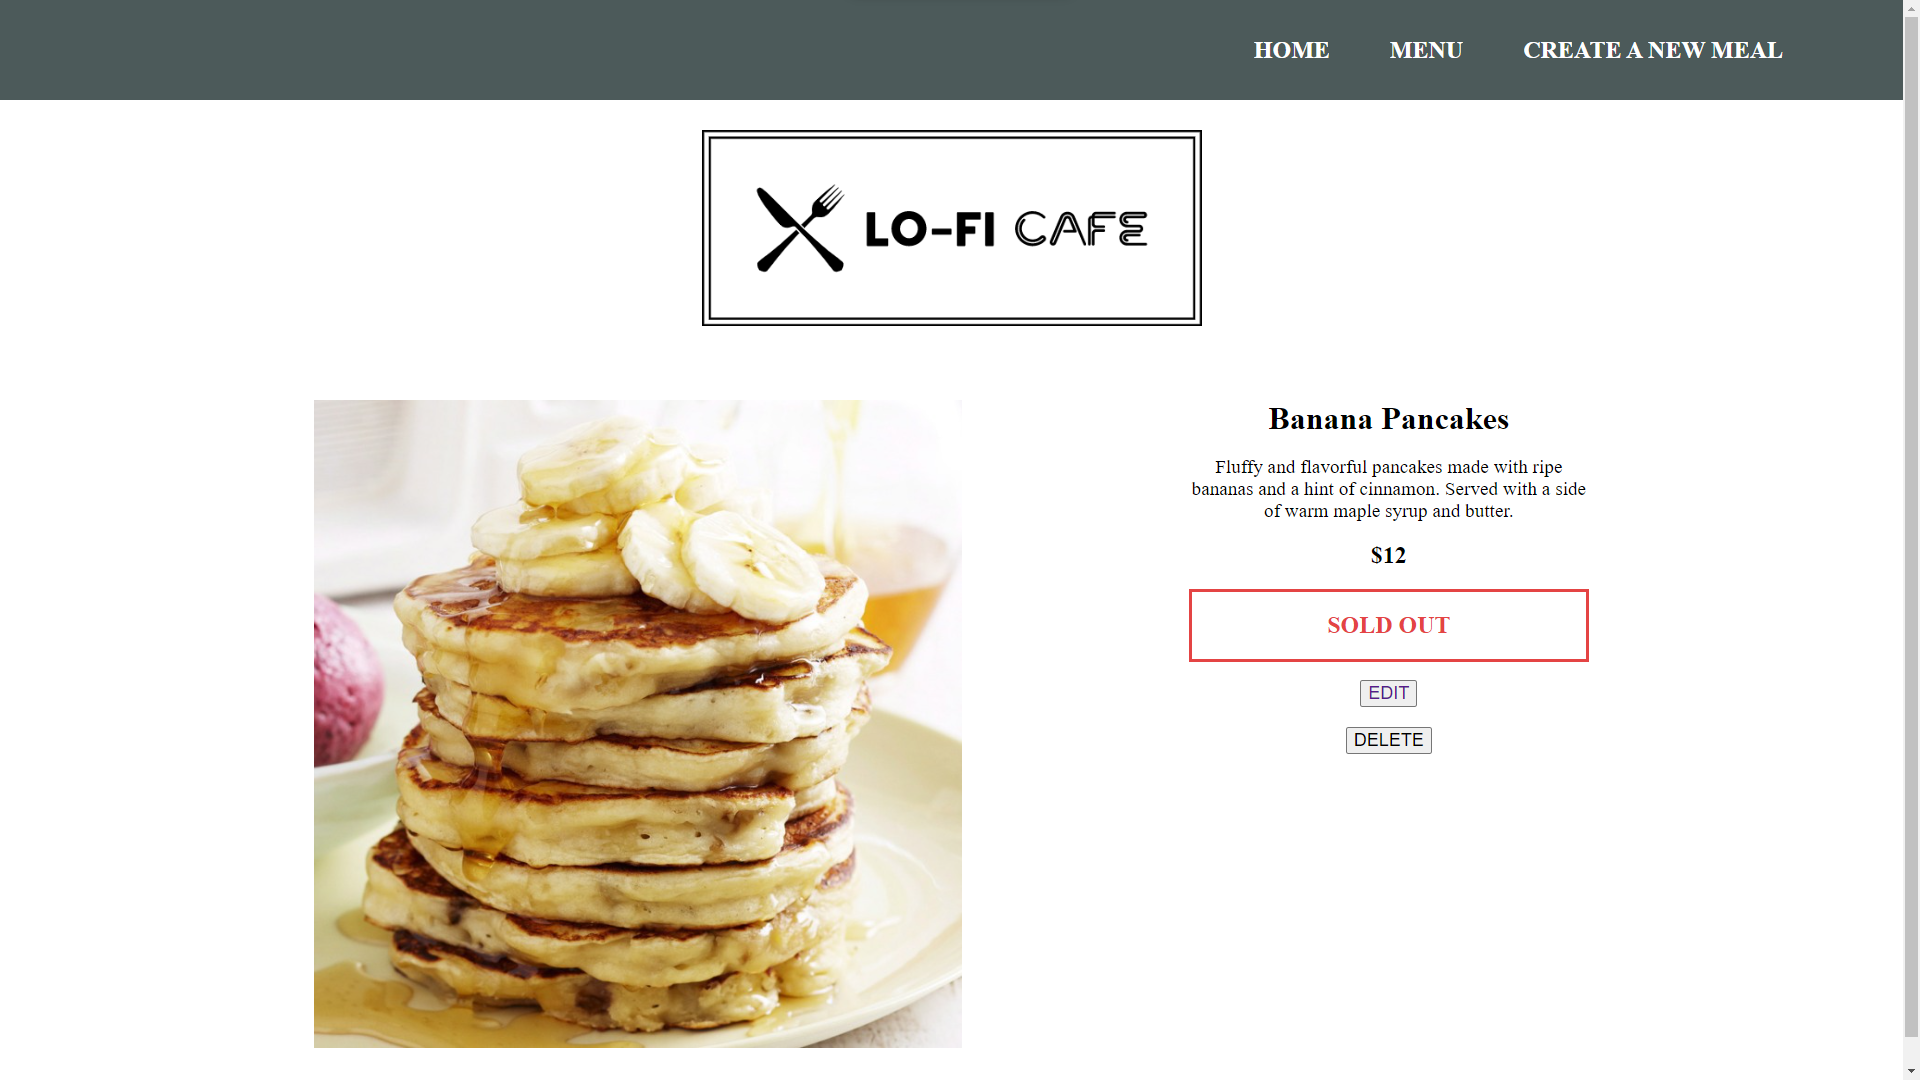 HOME MENU CREATE A NEW MEAL
LO-FI CAFE
Banana Pancakes
Fluffy and flavorful pancakes made with ripe
bananas and a hint of cinnamon. Served with a side
of warm maple syrup and butter.
$12
SOLD OUT
EDIT
DELETE